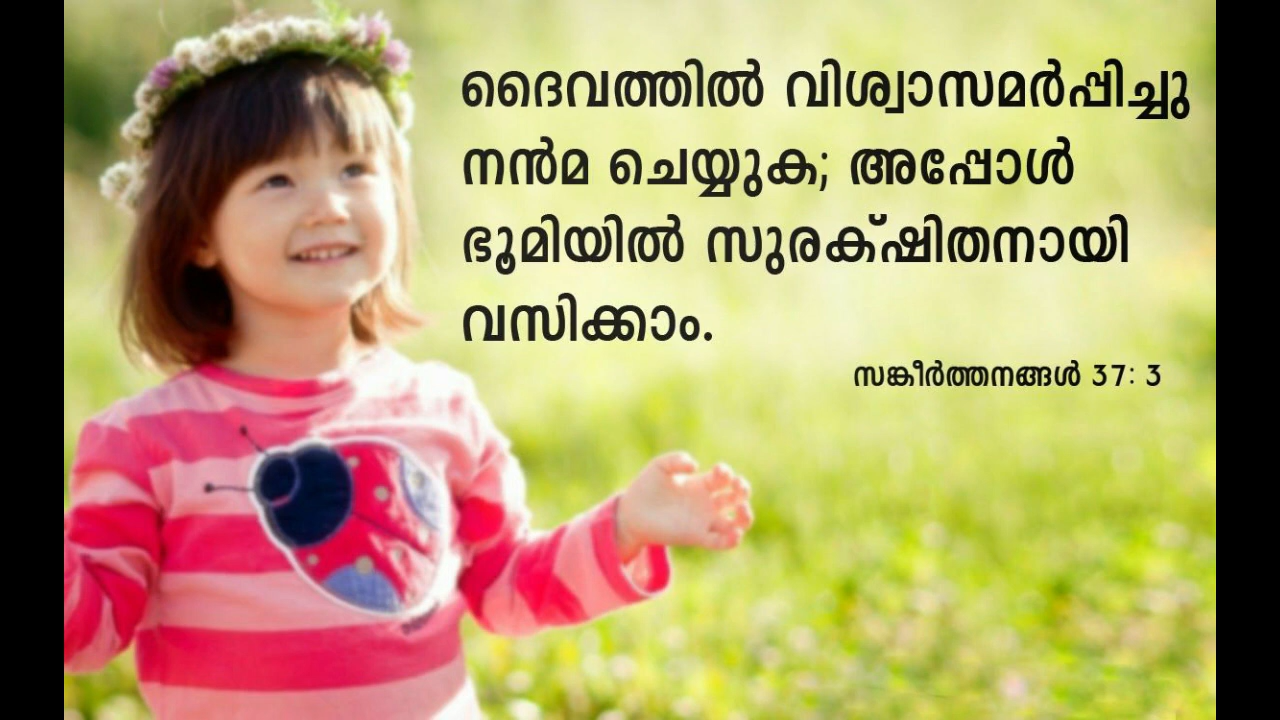 ദൈവത്തിൽ വിശ്വാസമർപ്പിച്ചു
നൻമ ചെയ്യുക; അപ്പോൾ
ഭൂമിയിൽ സുരക്‌ഷിതനായി
വസിക്കാം.
സങ്കീർത്തനങ്ങൾ 37: 3